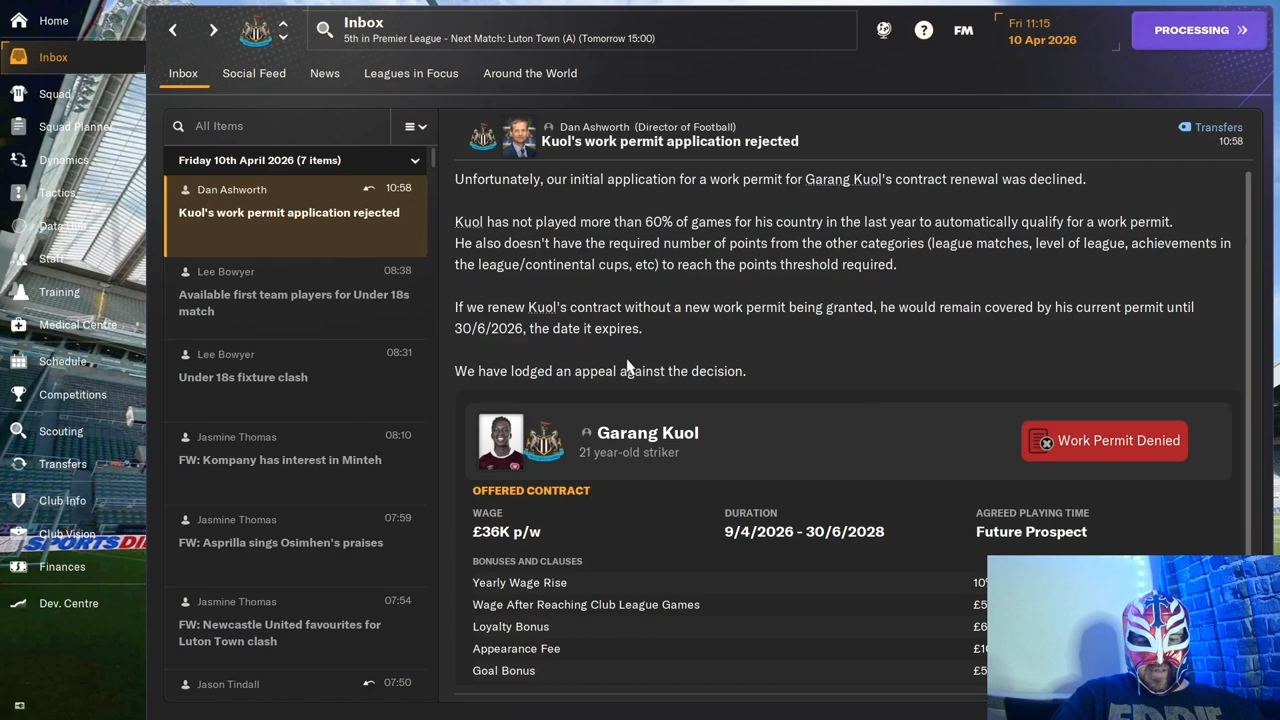 Home
Inbox
Squad
Squad Planner
Dynamics
Tactics
Data Hub
Staff
Training
Medical Centre
Schedule
Competitions
Scouting
Transfers
Club Info
Club Vision
SPORTS DI
Finances
Dev. Centre
Inbox
5th in Premier League - Next Match: Luton Town (A) (Tomorrow 15:00)
FM
Fri 11:15
10 Apr 2026
PROCESSING
Inbox
Social Feed
News
Leagues in Focus
Around the World
All Items
Friday 10th April 2026 (7 items)
Dan Ashworth
10:58
Kuol's work permit application rejected
Lee Bowyer
08:38
Available first team players for Under 18s
match
Lee Bowyer
08:31
Under 18s fixture clash
Jasmine Thomas
08:10
FW: Kompany has interest in Minteh
Jasmine Thomas
07:59
FW: Asprilla sings Osimhen's praises
Jasmine Thomas
07:54
FW: Newcastle United favourites for
Luton Town clash
Jason Tindall
07:50
Dan Ashworth (Director of Football)
Kuol's work permit application rejected
Transfers
10:58
Unfortunately, our initial application for a work permit for Garang Kuol's contract renewal was declined.
Kuol has not played more than 60% of games for his country in the last year to automatically qualify for a work permit.
He also doesn't have the required number of points from the other categories (league matches, level of league, achievements in
the league/continental cups, etc) to reach the points threshold required.
If we renew Kuol's contract without a new work permit being granted, he would remain covered by his current permit until
30/6/2026, the date it expires.
We have lodged an appeal against the decision.
Garang Kuol
21 year-old striker
Work Permit Denied
OFFERED CONTRACT
WAGE
£36K p/w
DURATION
9/4/2026 - 30/6/2028
AGREED PLAYING TIME
Future Prospect
BONUSES AND CLAUSES
Yearly Wage Rise
10
Wage After Reaching Club League Games
£5
Loyalty Bonus
£6
Appearance Fee
£1
Goal Bonus
£5
EDDIE